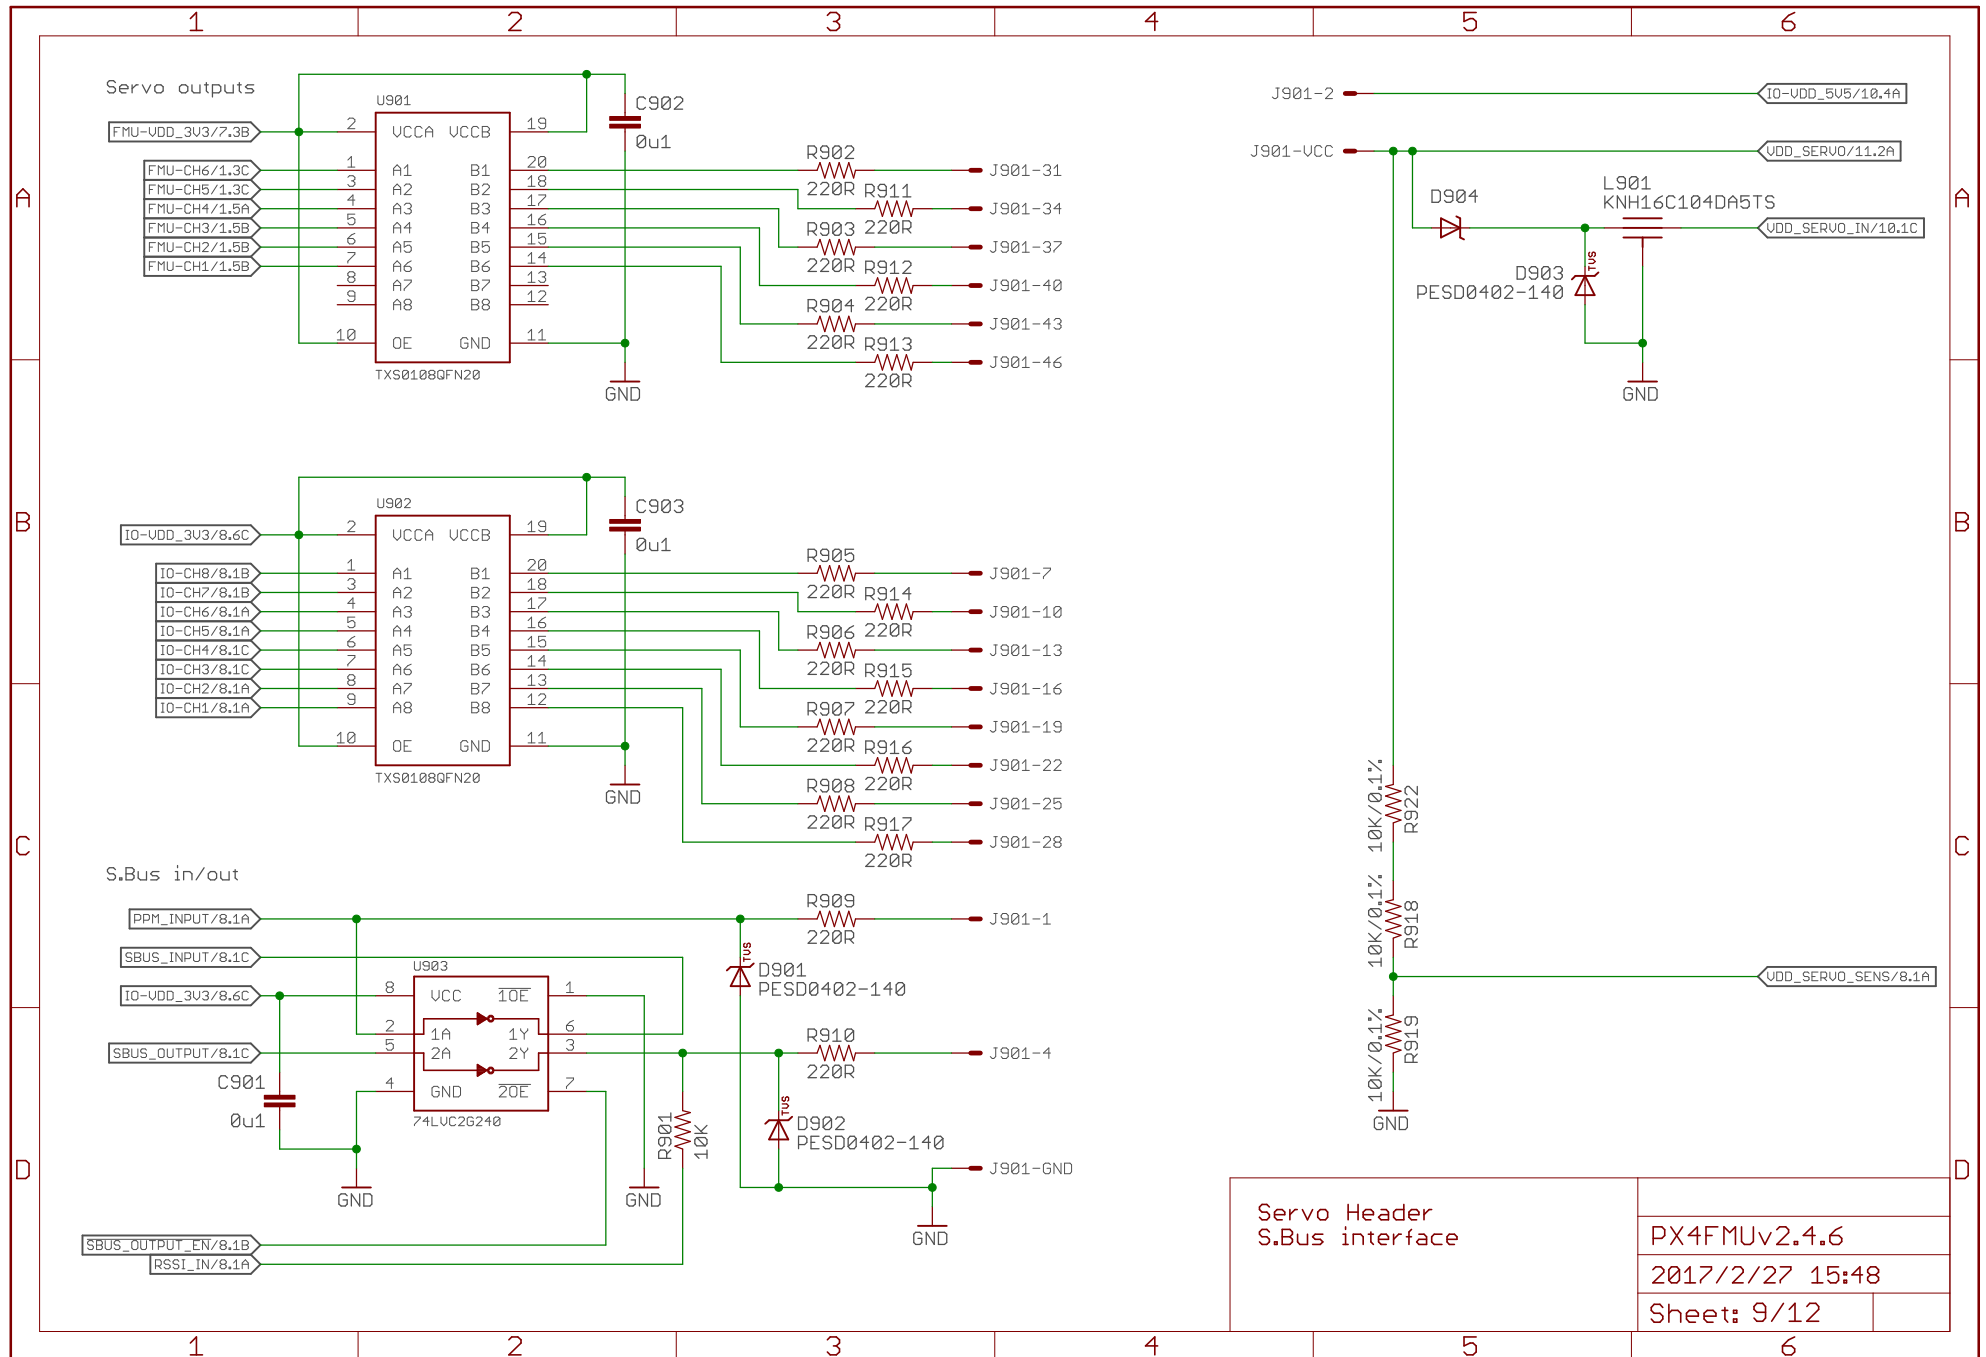 1 2 3 4 5 6
A
B
C
D
Servo outputs
FMU-VDD_3V3/7.3B
FMU-CH6/1.3C
FMU-CH5/1.3C
FMU-CH4/1.5A
FMU-CH3/1.5B
FMU-CH2/1.5B
FMU-CH1/1.5B
U901
2 VCCA VCCB 19
1 A1 B1 20
3 A2 B2 18
4 A3 B3 17
5 A4 B4 16
6 A5 B5 15
7 A6 B6 14
8 A7 B7 13
9 A8 B8 12
10 OE GND 11
TXS0108QFN20
C902
0u1
GND
R902
220R
J901-31
R911
220R
J901-34
R903
220R
J901-37
R912
220R
J901-40
R904
220R
J901-43
R913
220R
J901-46
J901-2
IO-VDD_5V5/10.4A
J901-VCC
VDD_SERVO/11.2A
D904
L901
KNH16C104DA5TS
VDD_SERVO_IN/10.1C
TVS
D903
PESD0402-140
GND
IO-VDD_3V3/8.6C
IO-CH8/8.1B
IO-CH7/8.1B
IO-CH6/8.1A
IO-CH5/8.1A
IO-CH4/8.1C
IO-CH3/8.1C
IO-CH2/8.1A
IO-CH1/8.1A
U902
2 VCCA VCCB 19
1 A1 B1 20
3 A2 B2 18
4 A3 B3 17
5 A4 B4 16
6 A5 B5 15
7 A6 B6 14
8 A7 B7 13
9 A8 B8 12
10 OE GND 11
TXS0108QFN20
C903
0u1
GND
R905
220R
J901-7
R914
220R
J901-10
R906
220R
J901-13
R915
220R
J901-16
R907
220R
J901-19
R916
220R
J901-22
R908
220R
J901-25
R917
220R
J901-28
10K/0.1%
R922
10K/0.1%
R918
VDD_SERVO_SENS/8.1A
10K/0.1%
R919
GND
S.Bus in/out
PPM_INPUT/8.1A
SBUS_INPUT/8.1C
IO-VDD_3V3/8.6C
SBUS_OUTPUT/8.1C
C901
0u1
GND
U903
8 VCC 1OE 1
2 1A 1Y 6
5 2A 2Y 3
4 GND 2OE 7
74LVC2G240
GND
R909
220R
J901-1
TVS
D901
PESD0402-140
R910
220R
J901-4
TVS
D902
PESD0402-140
R901
10K
J901-GND
GND
SBUS_OUTPUT_EN/8.1B
RSSI_IN/8.1A
Servo Header
S.Bus interface
PX4FMUv2.4.6
2017/2/27 15:48
Sheet: 9/12
A
B
C
D
1 2 3 4 5 6